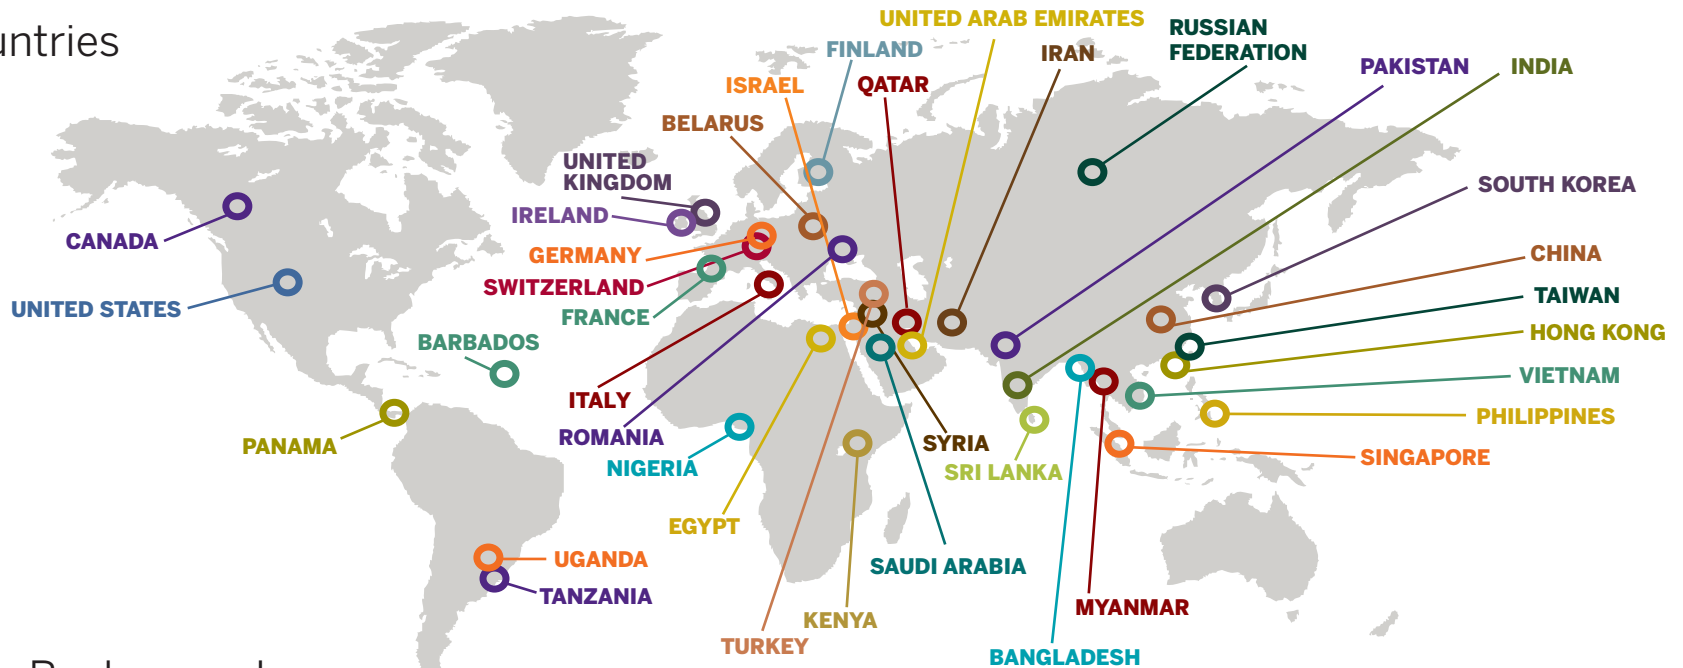 untries
UNITED ARAB EMIRATES
RUSSIAN
FEDERATION
FINLAND
IRAN
PAKISTAN
INDIA
ISRAEL
QATAR
BELARUS
UNITED
KINGDOM
SOUTH KOREA
IRELAND
CANADA
GERMANY
CHINA
SWITZERLAND
TAIWAN
UNITED STATES
FRANCE
HONG KONG
BARBADOS
VIETNAM
ITALY
PHILIPPINES
ROMANIA
PANAMA
SYRIA
SINGAPORE
NIGERIA
SRI LANKA
EGYPT
UGANDA
SAUDI ARABIA
TANZANIA
MYANMAR
KENYA
TURKEY
BANGLADESH